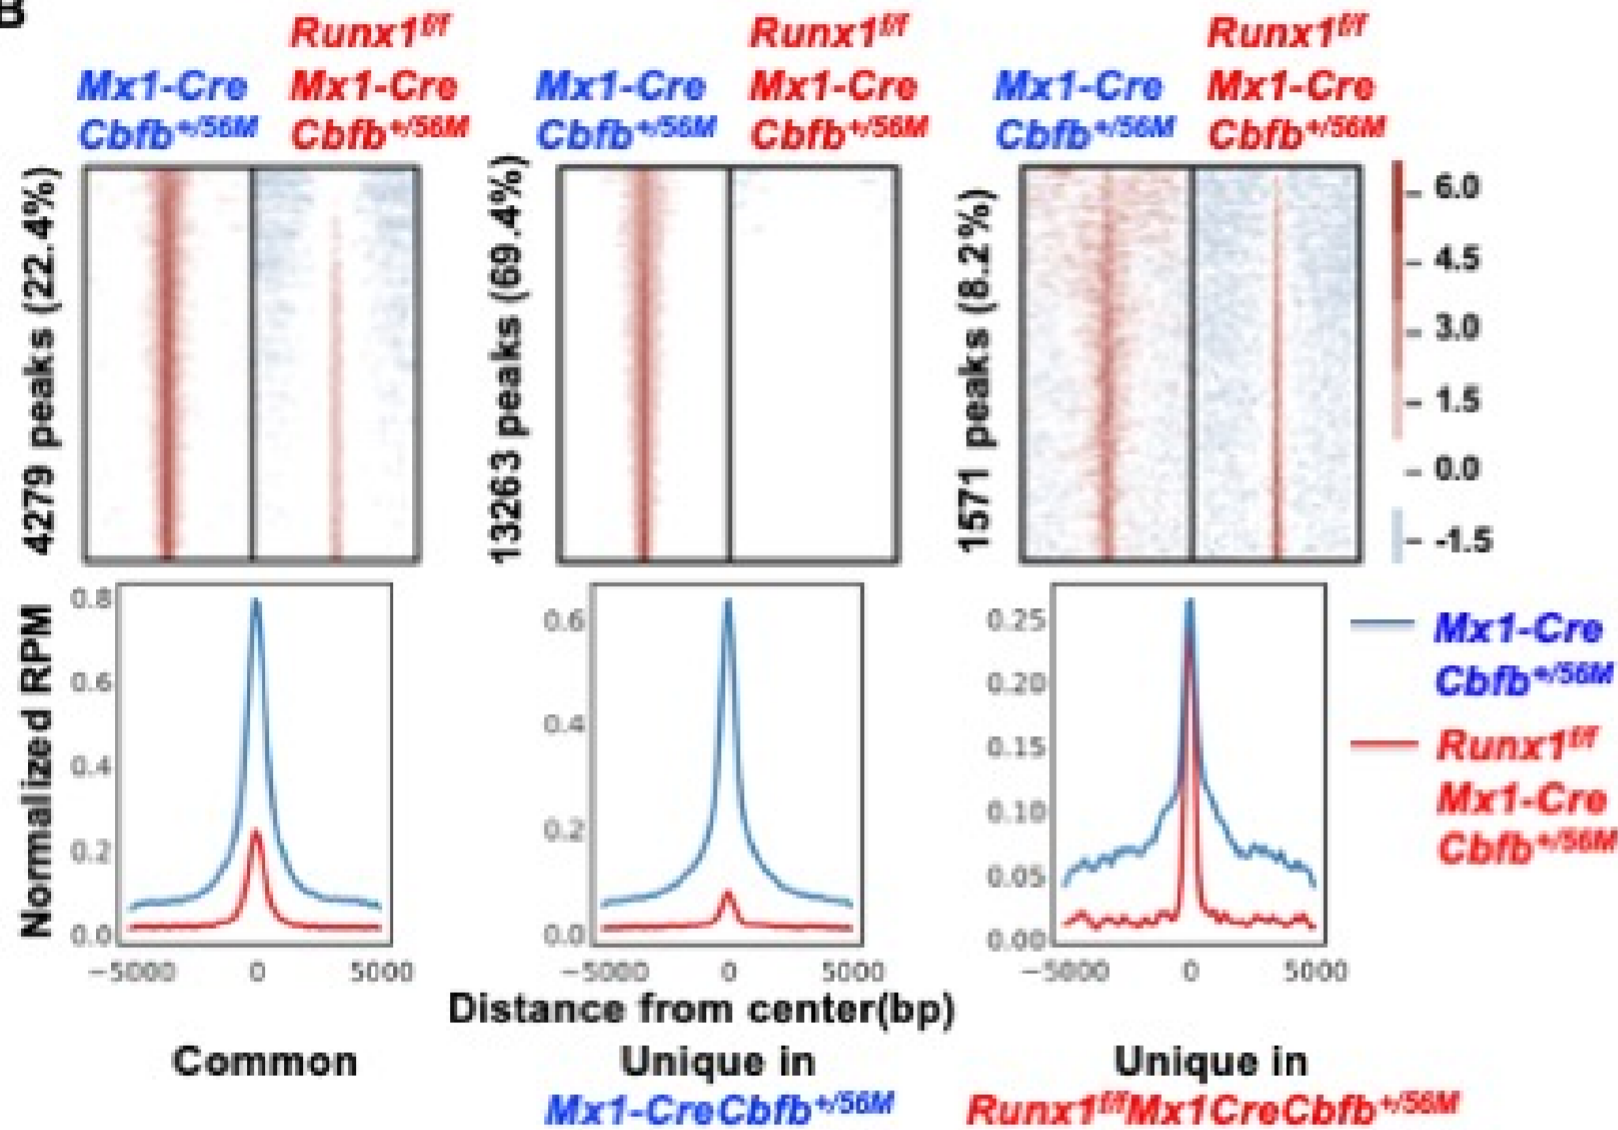 B
Runx1f/f Runx1f/f Runx1f/f
Mx1-Cre Mx1-Cre Mx1-Cre Mx1-Cre Mx1-Cre Mx1-Cre
Cbfb+/56M Cbfb+/56M Cbfb+/56M Cbfb+/56M Cbfb+/56M Cbfb+/56M
4279 peaks (22.4%)
13263 peaks (69.4%)
1571 peaks (8.2%)
6.0
4.5
3.0
1.5
0.0
-1.5
Normalized RPM
0.8
0.6
0.4
0.2
0.0
−5000 0 5000
0.6
0.4
0.2
0.0
−5000 0 5000
0.25
0.20
0.15
0.10
0.05
0.00
−5000 0 5000
Mx1-Cre
Cbfb+/56M
Runx1f/f
Mx1-Cre
Cbfb+/56M
Distance from center(bp)
Common
Unique in
Mx1-CreCbfb+/56M
Unique in
Runx1f/fMx1CreCbfb+/56M